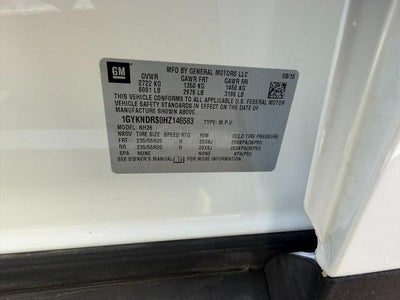 GM
MFD BY GENERAL MOTORS LLC 08/16
GVWR GAWR FRT GAWR RR
2722 KG 1350 KG 1450 KG
6001 LB 2976 LB 3196 LB
THIS VEHICLE CONFORMS TO ALL APPLICABLE U.S. FEDERAL MOTOR
VEHICLE SAFETY STANDARDS IN EFFECT ON THE DATE OF
MANUFACTURE SHOWN ABOVE.
1GYKNDRS0HZ146583 TYPE: M.P.V.
MODEL: NH26
NBGV TIRE SIZE SPEED RTG RIM COLD TIRE PRESSURE
FRT 235/55R20 H 20X8J 250KPA(36PSI)
RR 235/55R20 H 20X8J 250KPA(36PSI)
SPA NONE NONE KPA(PSI)
SEE OWNER'S MANUAL FOR MORE INFORMATION.